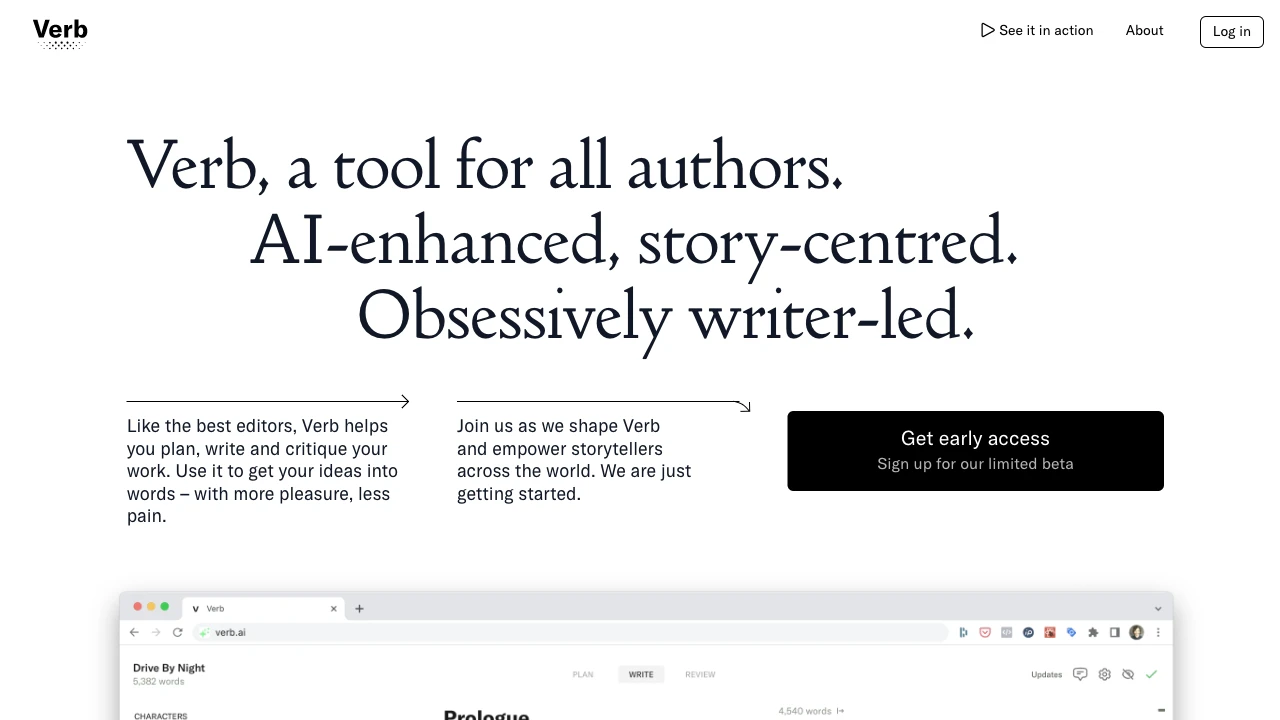 Verb
See it in action
About
Log in
Verb, a tool for all authors.
AI-enhanced, story-centred.
Obsessively writer-led.
Like the best editors, Verb helps
you plan, write and critique your
work. Use it to get your ideas into
words – with more pleasure, less
pain.
Join us as we shape Verb
and empower storytellers
across the world. We are just
getting started.
Get early access
Sign up for our limited beta
Verb
verb.ai
Drive By Night
5,382 words
PLAN
WRITE
REVIEW
Updates
CHARACTERS
Prologue
4,540 words